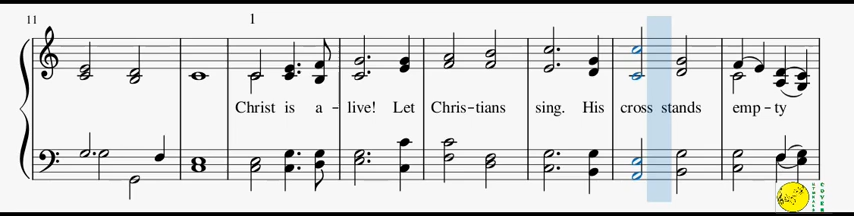 11
1
Christ is a - live! Let Chris - tians sing. His cross stands emp - ty